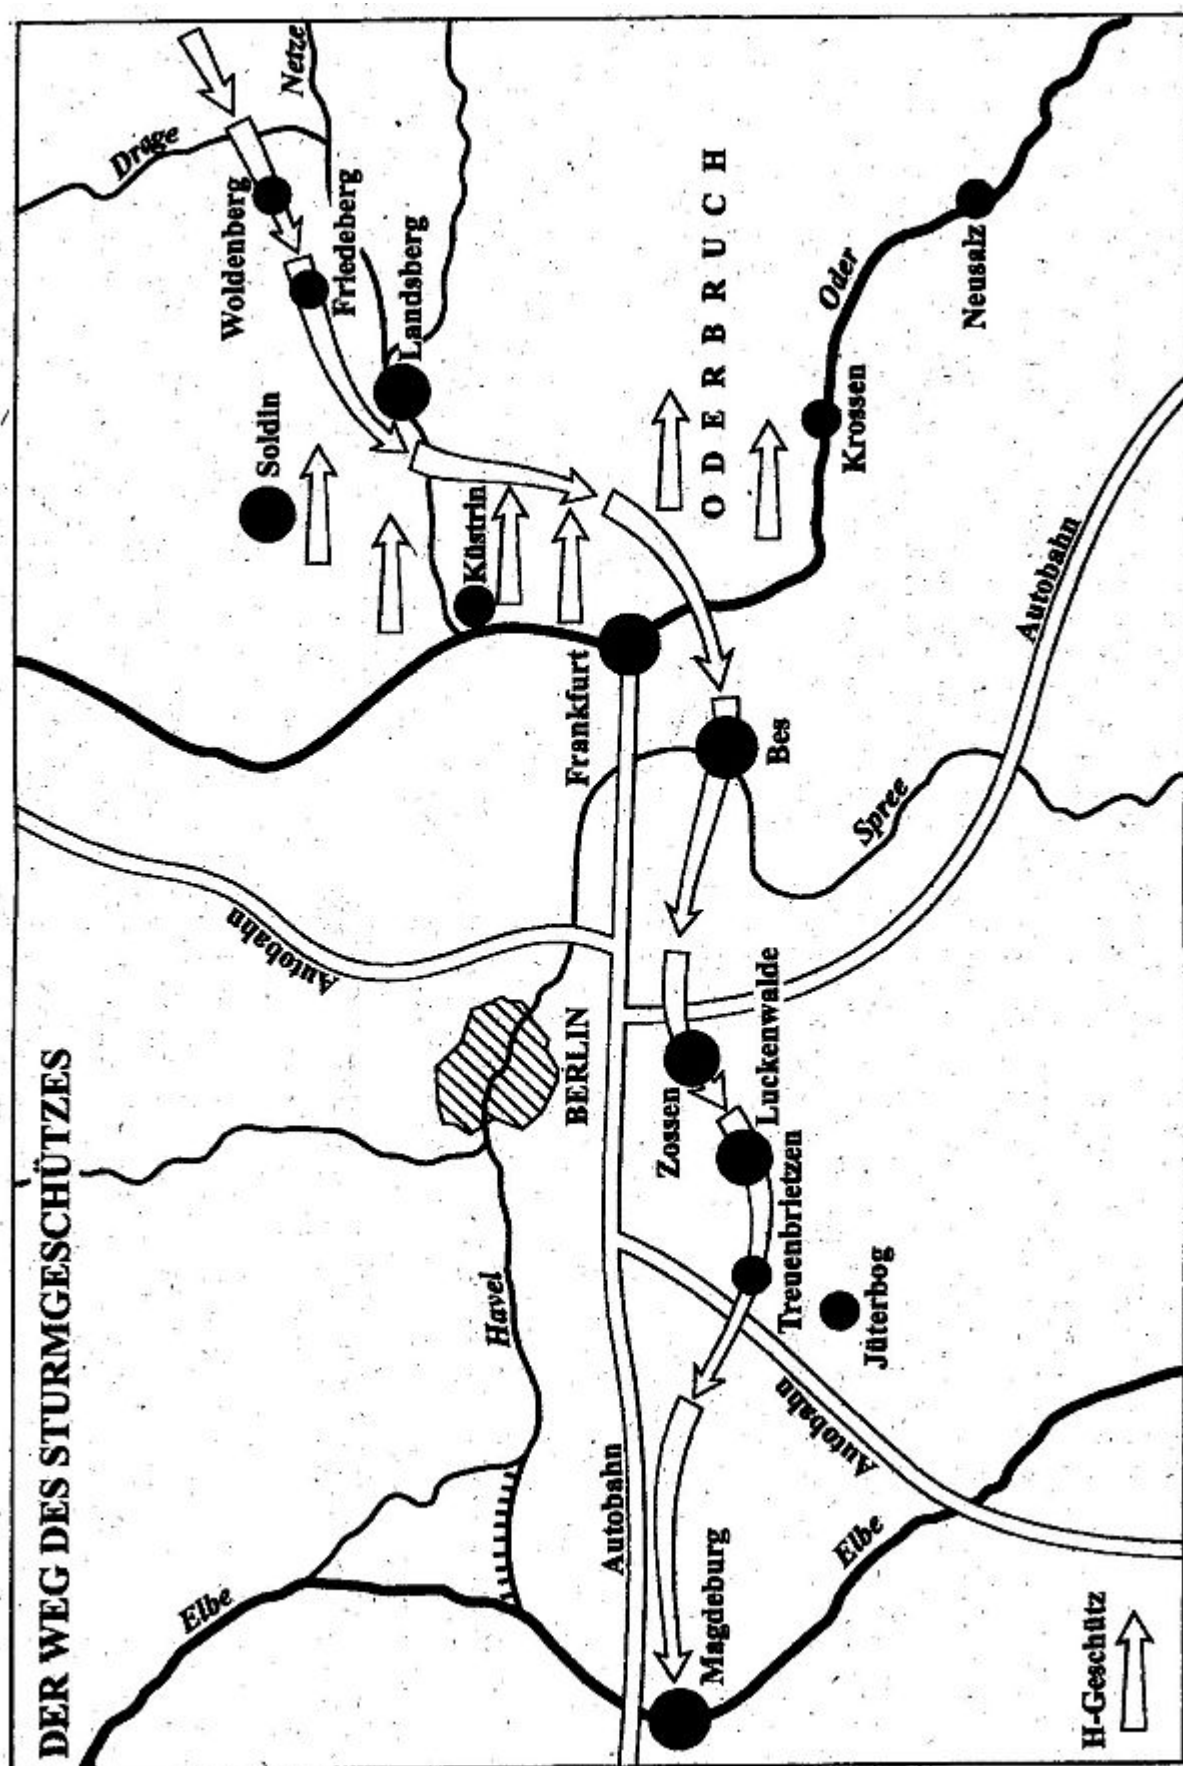 DER WEG DES STURMGESCHÜTZES
Elbe
Autobahn
Drage
Netze
Woldenberg
Friedeberg
Soldin
Landsberg
Küstrin
Havel
BERLIN
Frankfurt
ODERBRUCH
Autobahn
Zossen
Luckenwalde
Bes
Oder
Magdeburg
Treuenbrietzen
Autobahn
Spree
Krossen
Elbe
Jüterbog
Neusalz
Autobahn
H-Geschütz